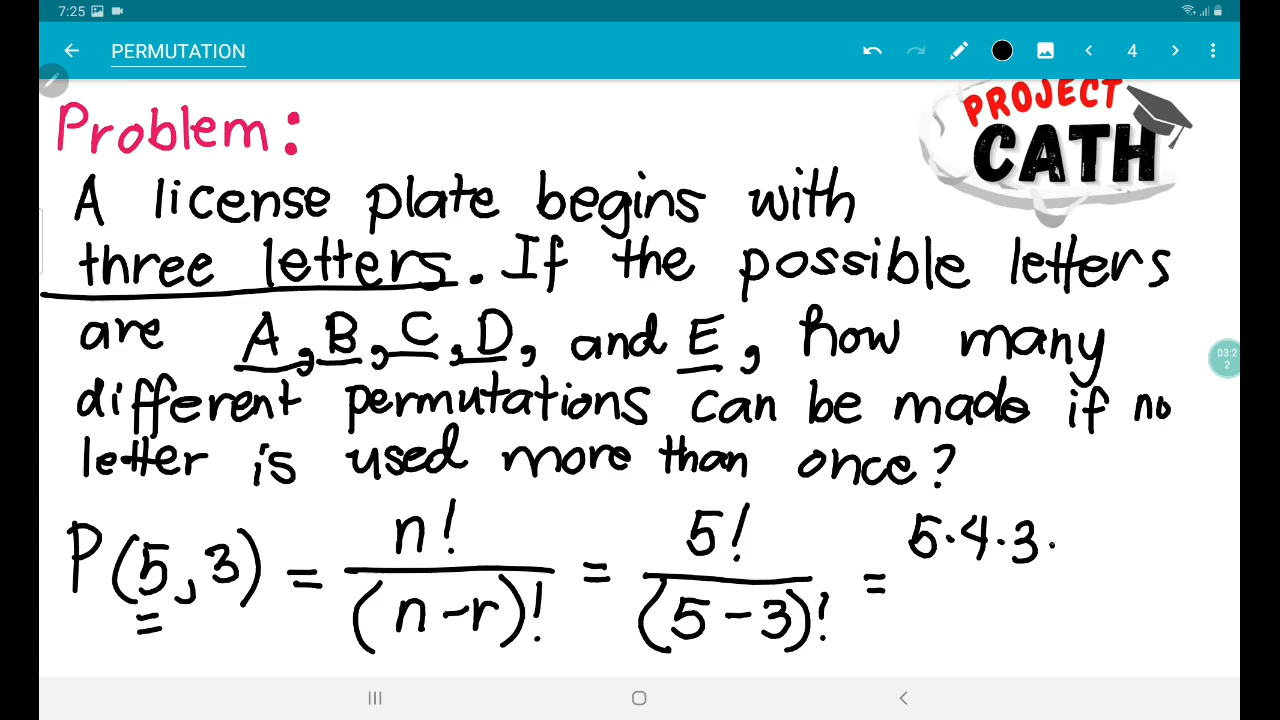 7:25
PERMUTATION
4
PROJECT
CATH
Problem:
A license plate begins with
three letters. If the possible letters
are A, B, C, D, and E, how many
different permutations can be made if no
letter is used more than once?
P(5,3) = n!/(n-r)! = 5!/(5-3)! = 5·4·3·
03:22